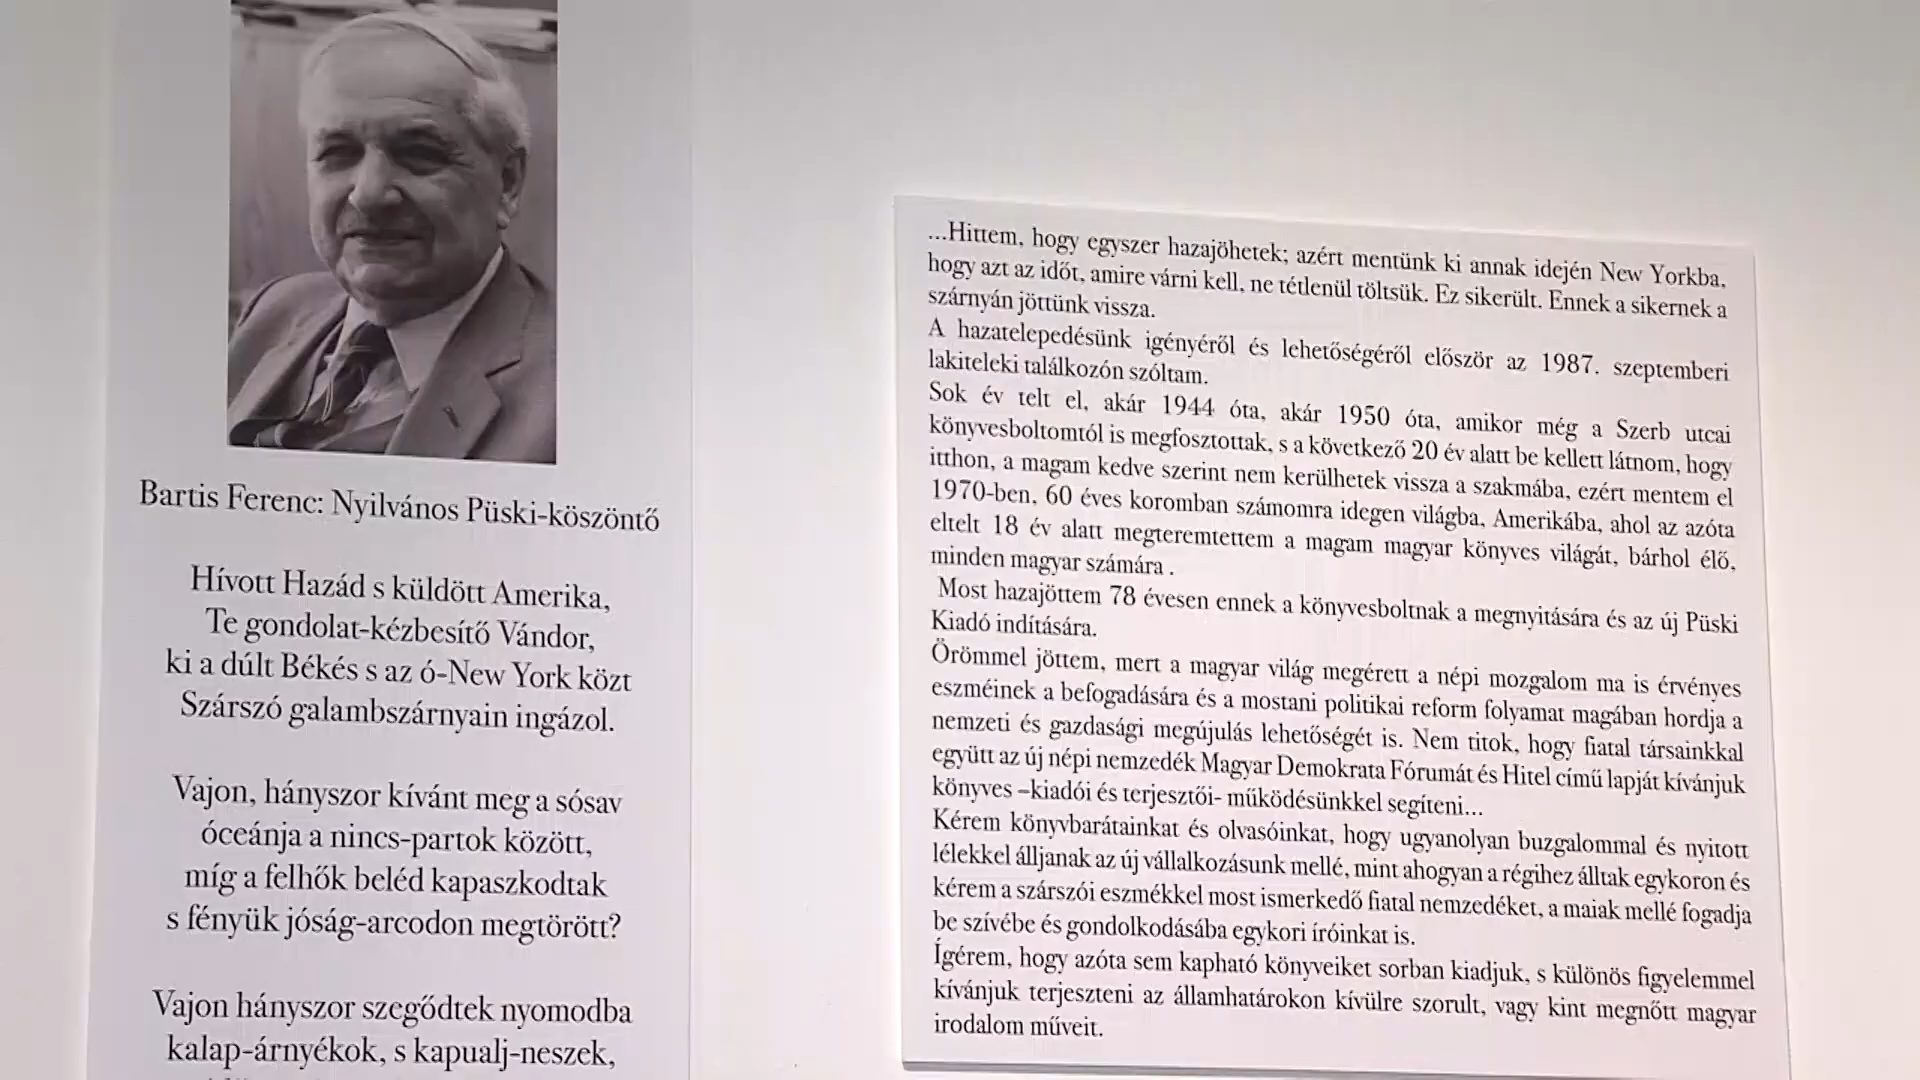 Bartis Ferenc: Nyilvános Püski-köszöntő
Hívott Hazád s küldött Amerika,
Te gondolat-kézbesítő Vándor,
ki a dúlt Békés s az ó-New York közt
Szárszó galambszárnyain ingázol.
Vajon, hányszor kívánt meg a sósav
óceánja a nincs-partok között,
míg a felhők beléd kapaszkodtak
s fényük jóság-arcodon megtörött?
Vajon hányszor szegődtek nyomodba
kalap-árnyékok, s kapualj-neszek,
...Hittem, hogy egyszer hazajöhetek; azért mentünk ki annak idején New Yorkba,
hogy azt az időt, amire várni kell, ne tétlenül töltsük. Ez sikerült. Ennek a sikernek a
szárnyán jöttünk vissza.
A hazatelepedésünk igényéről és lehetőségéről először az 1987. szeptemberi
lakiteleki találkozón szóltam.
Sok év telt el, akár 1944 óta, akár 1950 óta, amikor még a Szerb utcai
könyvesboltomtól is megfosztottak, s a következő 20 év alatt be kellett látnom, hogy
itthon, a magam kedve szerint nem kerülhetek vissza a szakmába, ezért mentem el
1970-ben, 60 éves koromban számomra idegen világba, Amerikába, ahol az azóta
eltelt 18 év alatt megteremtettem a magam magyar könyves világát, bárhol élő,
minden magyar számára .
Most hazajöttem 78 évesen ennek a könyvesboltnak a megnyitására és az új Püski
Kiadó indítására.
Örömmel jöttem, mert a magyar világ megérett a népi mozgalom ma is érvényes
eszméinek a befogadására és a mostani politikai reform folyamat magában hordja a
nemzeti és gazdasági megújulás lehetőségét is. Nem titok, hogy fiatal társainkkal
együtt az új népi nemzedék Magyar Demokrata Fórumát és Hitel című lapját kívánjuk
könyves –kiadói és terjesztői- működésünkkel segíteni...
Kérem könyvbarátainkat és olvasóinkat, hogy ugyanolyan buzgalommal és nyitott
lélekkel álljanak az új vállalkozásunk mellé, mint ahogyan a régihez álltak egykoron és
kérem a szárszói eszmékkel most ismerkedő fiatal nemzedéket, a maiak mellé fogadja
be szívébe és gondolkodásába egykori íróinkat is.
Ígérem, hogy azóta sem kapható könyveiket sorban kiadjuk, s különös figyelemmel
kívánjuk terjeszteni az államhatárokon kívülre szorult, vagy kint megnőtt magyar
irodalom műveit.